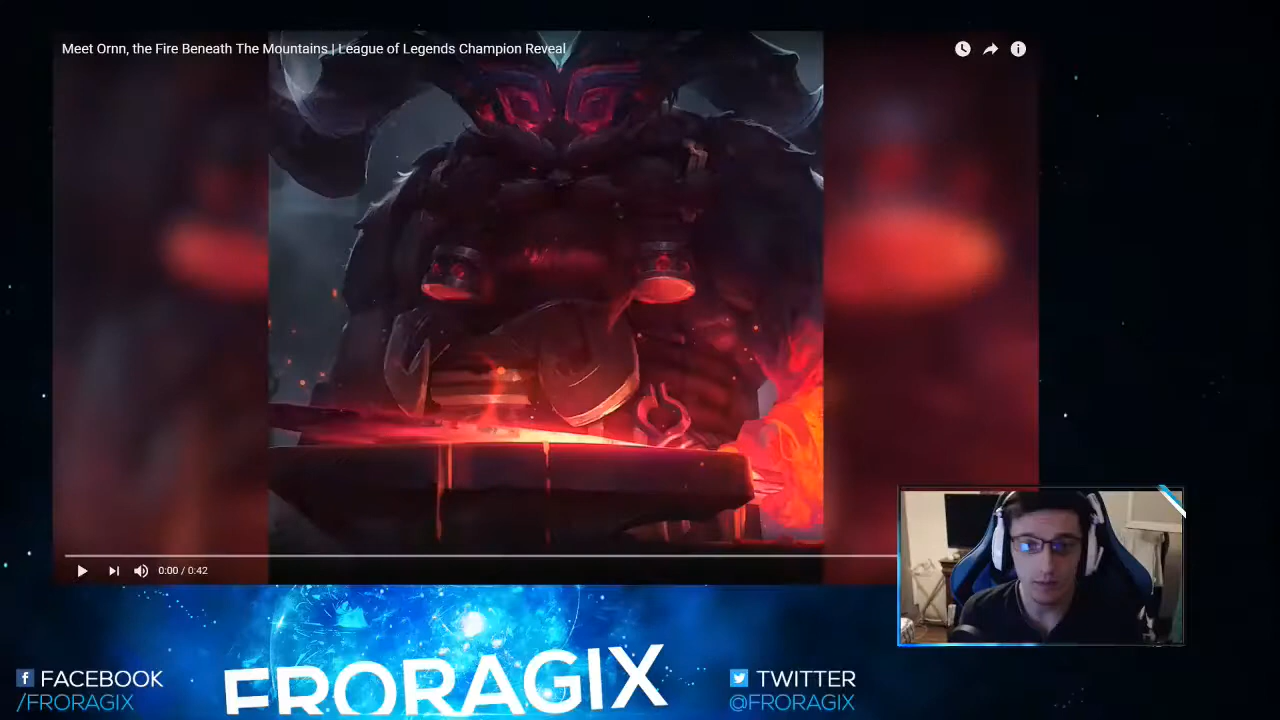 Meet Ornn, the Fire Beneath The Mountains | League of Legends Champion Reveal
0:00 / 0:42
FACEBOOK
/FRORAGIX
FRORAGIX
TWITTER
@FRORAGIX